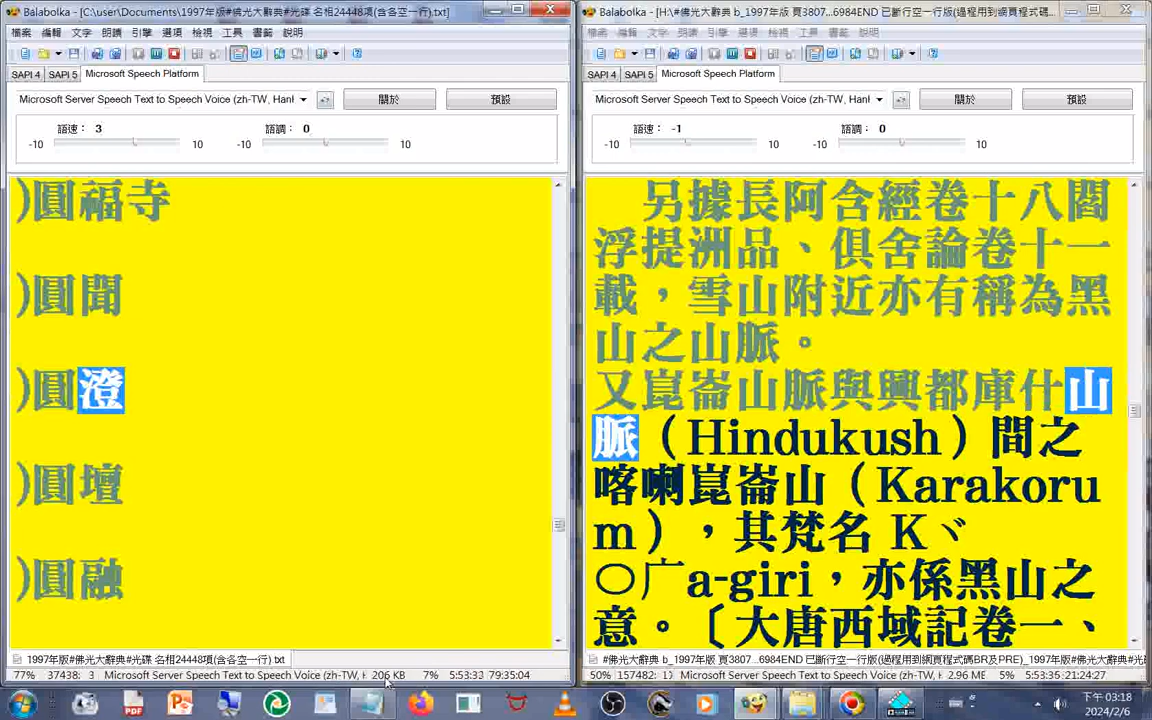 Balabolka - [C:\user\Documents\1997年版#佛光大辭典#光碟 名相24448項(含各空一行).txt]
檔案 編輯 文字 朗讀 引擎 選項 檢視 工具 書籤 說明
SAPI 4 SAPI 5 Microsoft Speech Platform
Microsoft Server Speech Text to Speech Voice (zh-TW, Hanl
關於
預設
語速： 3
語調： 0
-10 10 -10 10
)圓福寺
)圓聞
)圓澄
)圓壇
)圓融
1997年版#佛光大辭典#光碟 名相24448項(含各空一行).txt
77% 37438: 3 Microsoft Server Speech Text to Speech Voice (zh-TW, H 206 KB 7% 5:53:33 79:35:04
Balabolka - [H:\#佛光大辭典 b_1997年版 頁3807...6984END 已斷行空一行版(過程用到網頁程式碼...
檔案 編輯 文字 朗讀 引擎 選項 檢視 工具 書籤 說明
SAPI 4 SAPI 5 Microsoft Speech Platform
Microsoft Server Speech Text to Speech Voice (zh-TW, Hanl
關於
預設
語速： -1
語調： 0
-10 10 -10 10
另據長阿含經卷十八閻
浮提洲品、俱舍論卷十一
載，雪山附近亦有稱為黑
山之山脈。
又崑崙山脈與興都庫什山
脈（Hindukush）間之
喀喇崑崙山（Karakoru
m），其梵名 Kヾ
〇广a-giri，亦係黑山之
意。〔大唐西域記卷一、
#佛光大辭典 b_1997年版 頁3807...6984END 已斷行空一行版(過程用到網頁程式碼BR及PRE)_1997年版#光
50% 157482: 1) Microsoft Server Speech Text to Speech Voice (zh-TW, H 2.96 ME 5% 5:53:35 21:24:27
下午 03:18
2024/2/6